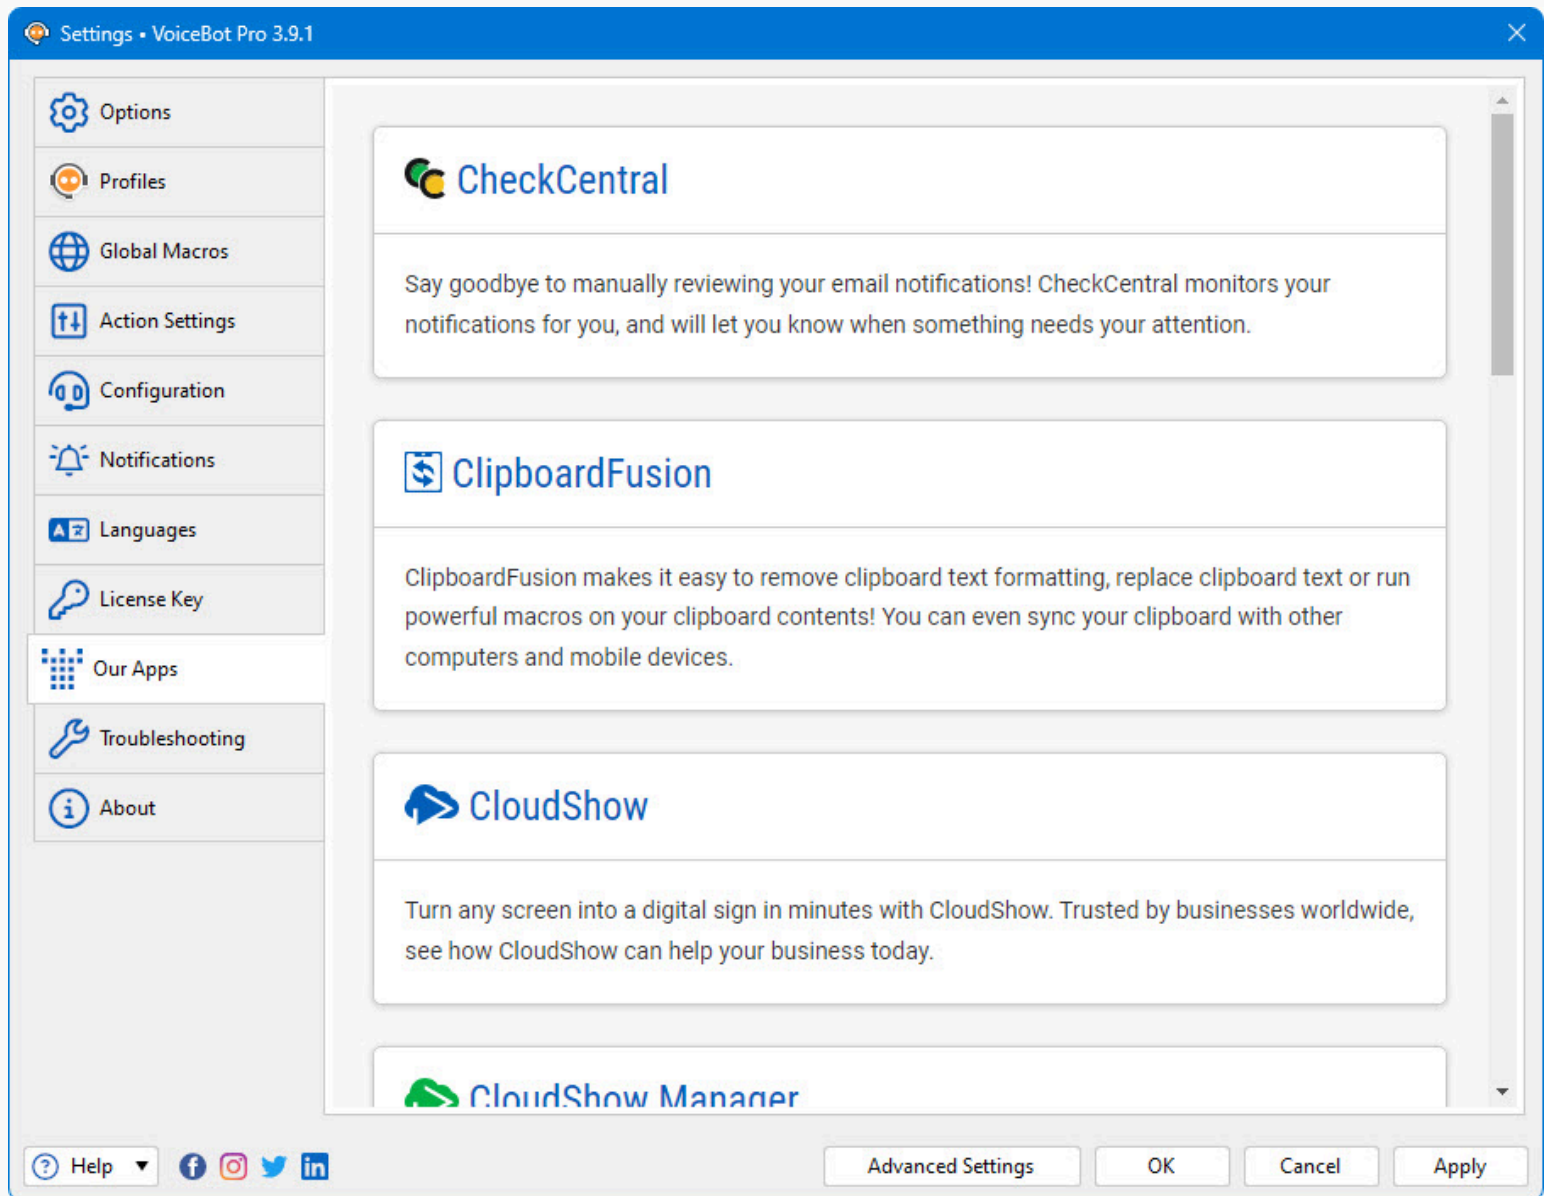 Settings • VoiceBot Pro 3.9.1
Options
Profiles
Global Macros
Action Settings
Configuration
Notifications
Languages
License Key
Our Apps
Troubleshooting
About
CheckCentral
Say goodbye to manually reviewing your email notifications! CheckCentral monitors your
notifications for you, and will let you know when something needs your attention.
ClipboardFusion
ClipboardFusion makes it easy to remove clipboard text formatting, replace clipboard text or run
powerful macros on your clipboard contents! You can even sync your clipboard with other
computers and mobile devices.
CloudShow
Turn any screen into a digital sign in minutes with CloudShow. Trusted by businesses worldwide,
see how CloudShow can help your business today.
CloudShow Manager
Help
Advanced Settings
OK
Cancel
Apply